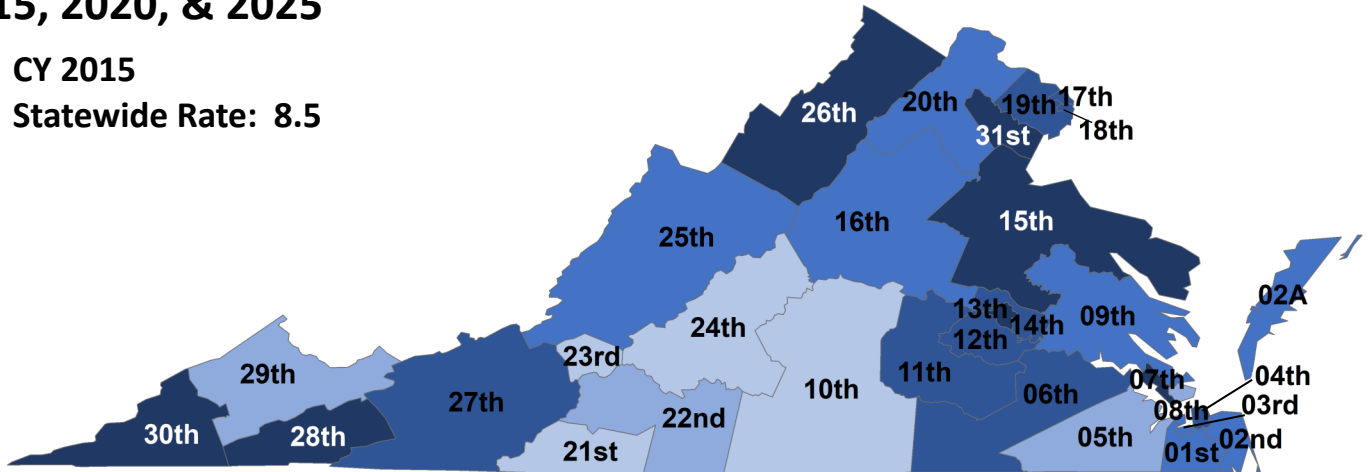 15, 2020, & 2025
CY 2015
Statewide Rate: 8.5
26th
20th
19th
17th
18th
31st
25th
16th
15th
02A
24th
13th
14th
09th
12th
23rd
29th
27th
10th
11th
06th
07th
04th
08th
03rd
30th
28th
22nd
21st
05th
01st
02nd